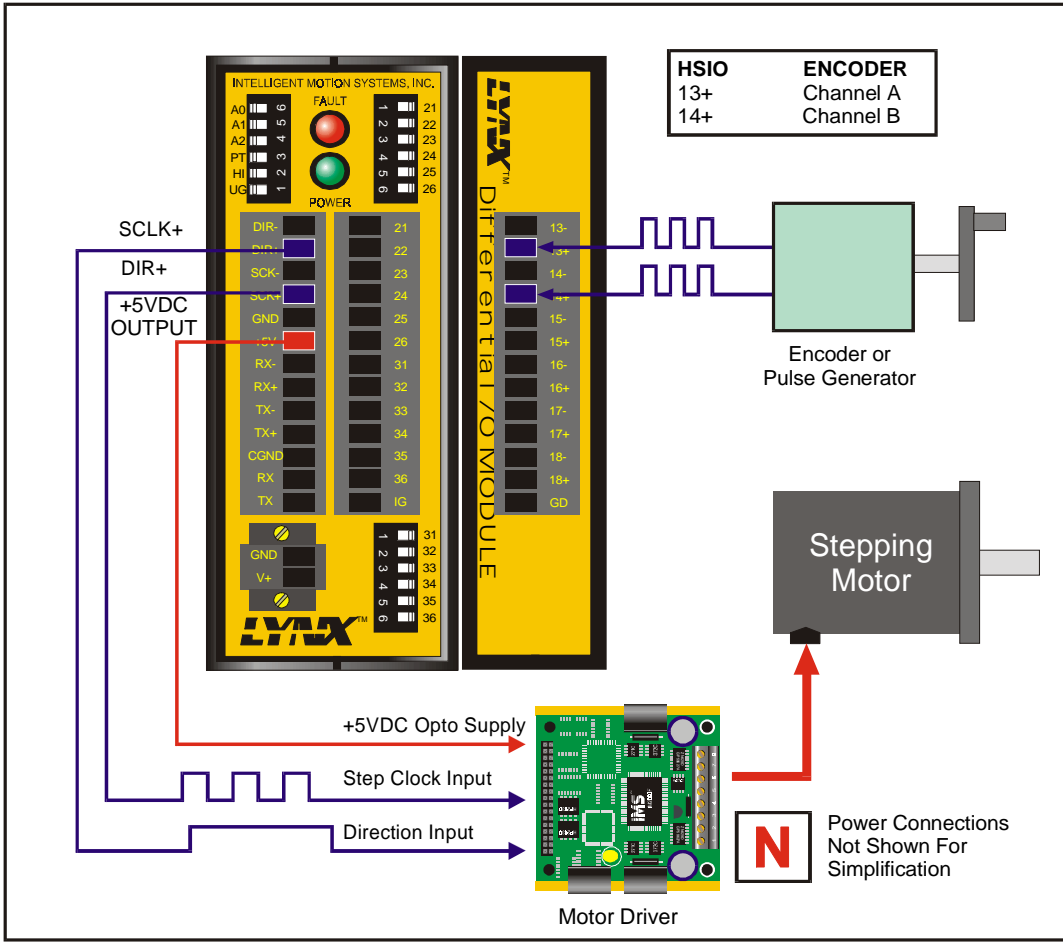 INTELLIGENT MOTION SYSTEMS, INC.
FAULT
POWER
A0 6
A1 5
A2 4
PT 3
HI 2
UG 1
1 21
2 22
3 23
4 24
5 25
6 26
SCLK+
DIR+
+5VDC
OUTPUT
DIR- 21
DIR+ 22
SCK- 23
SCK+ 24
GND 25
+5V 26
RX- 31
RX+ 32
TX- 33
TX+ 34
CGND 35
RX 36
TX IG
GND
V+
1 31
2 32
3 33
4 34
5 35
6 36
LYNX™
LYNX™
Differential I/O MODULE
13-
13+
14-
14+
15-
15+
16-
16+
17-
17+
18-
18+
GD
HSIO ENCODER
13+ Channel A
14+ Channel B
Encoder or
Pulse Generator
Stepping
Motor
+5VDC Opto Supply
Step Clock Input
Direction Input
IMS
Motor Driver
N
Power Connections
Not Shown For
Simplification